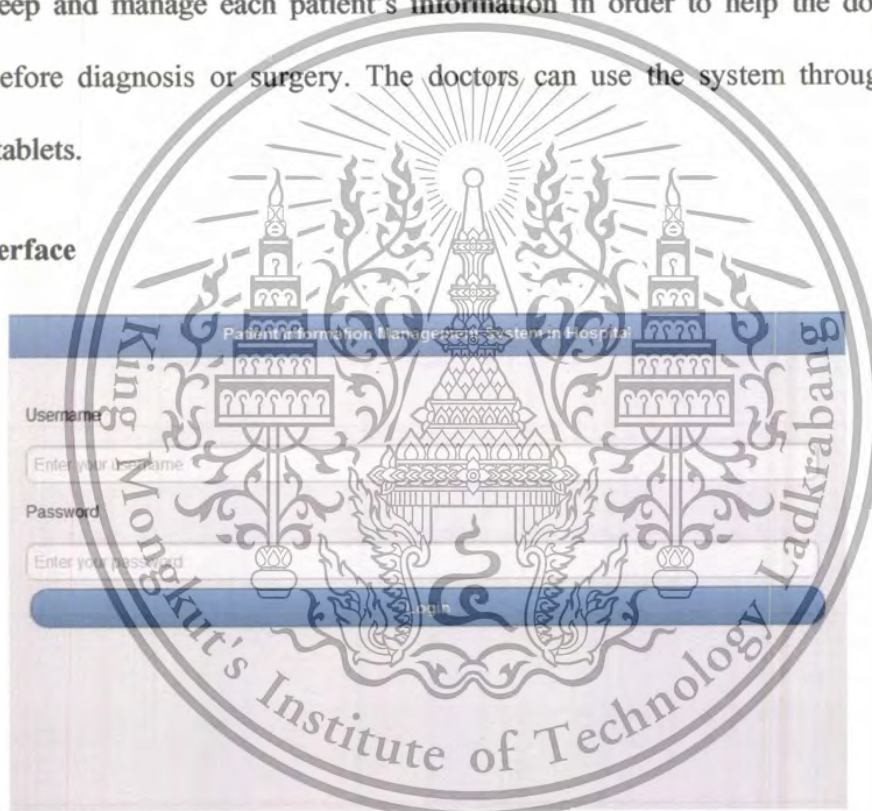 eep and manage each patient's information in order to help the do
efore diagnosis or surgery. The doctors can use the system throug
tablets.
erface
Patient Information Management System in Hospital
Username
Enter your username
Password
Enter your password
Login
King Mongkut's Institute of Technology Ladkrabang